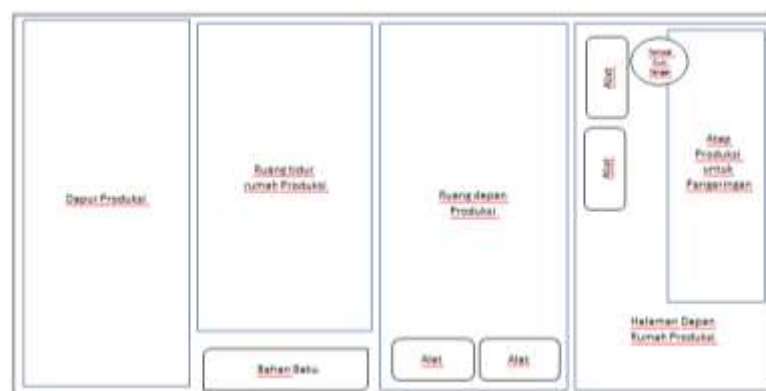 Dapur Produksi
Ruang tidur
rumah Produksi
Bahan Baku
Ruang depan
Produksi
Alat
Alat
Alat
Alat
Atap
Produksi
untuk
Pengeringan
Halaman Depan
Rumah Produksi